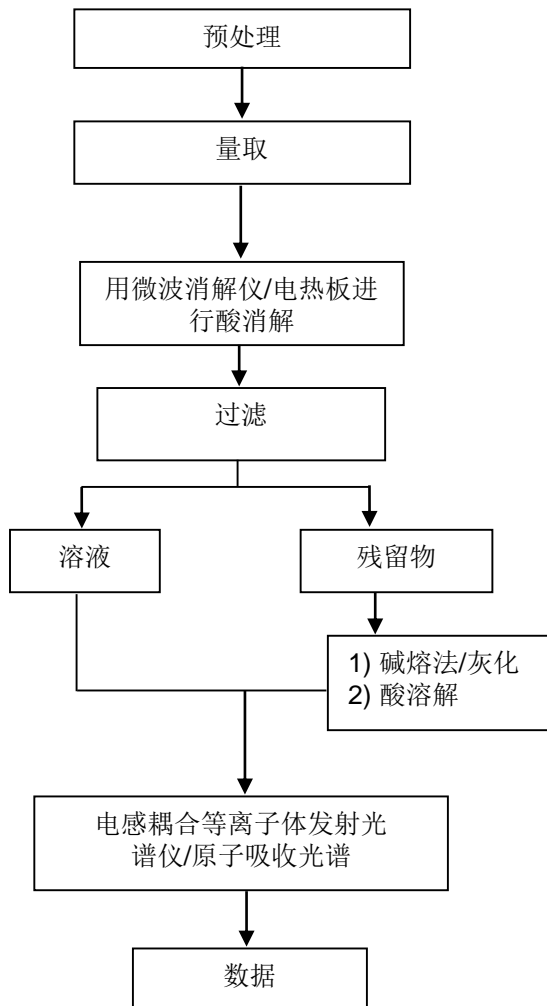 预处理
量取
用微波消解仪/电热板进
行酸消解
过滤
溶液
残留物
1) 碱熔法/灰化
2) 酸溶解
电感耦合等离子体发射光
谱仪/原子吸收光谱
数据